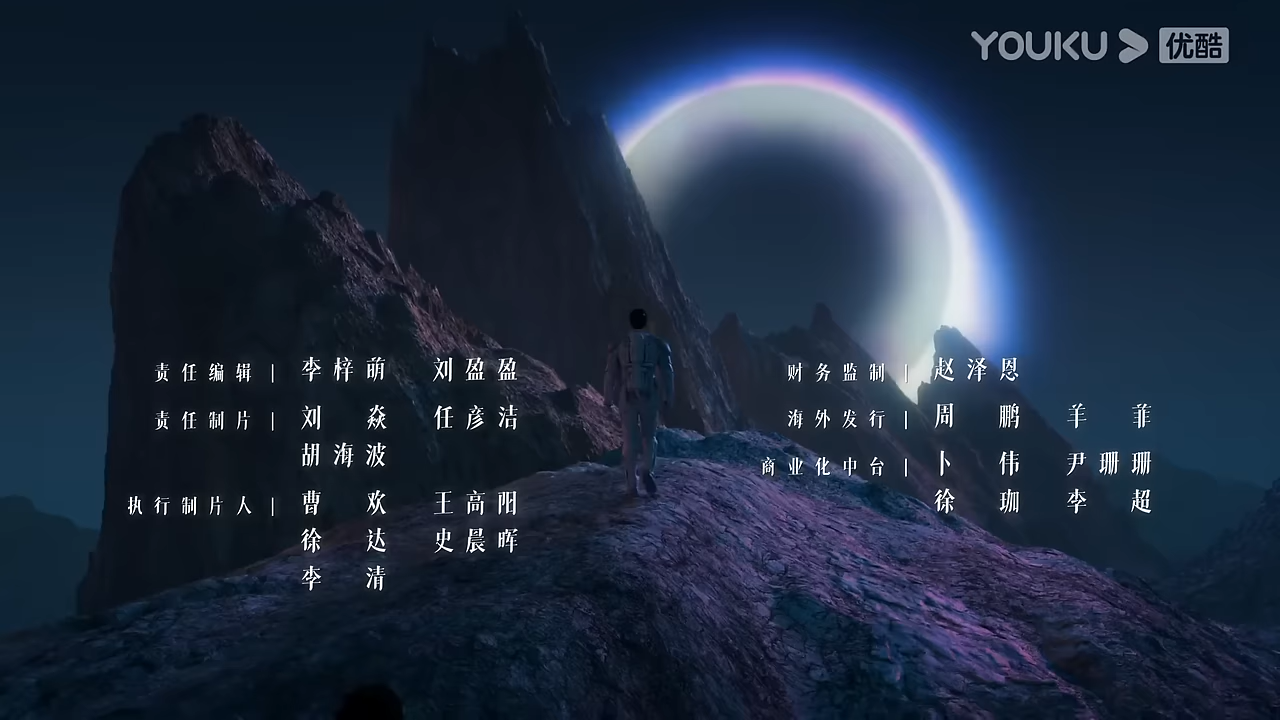 YOUKU 优酷
责任编辑 | 李梓萌 刘盈盈
责任制片 | 刘焱 任彦洁
胡海波
执行制片人 | 曹欢 王高阳
徐达 史晨晖
李清
财务监制 | 赵泽恩
海外发行 | 周鹏 羊菲
商业化中台 | 卜伟 尹珊珊
徐珈 李超